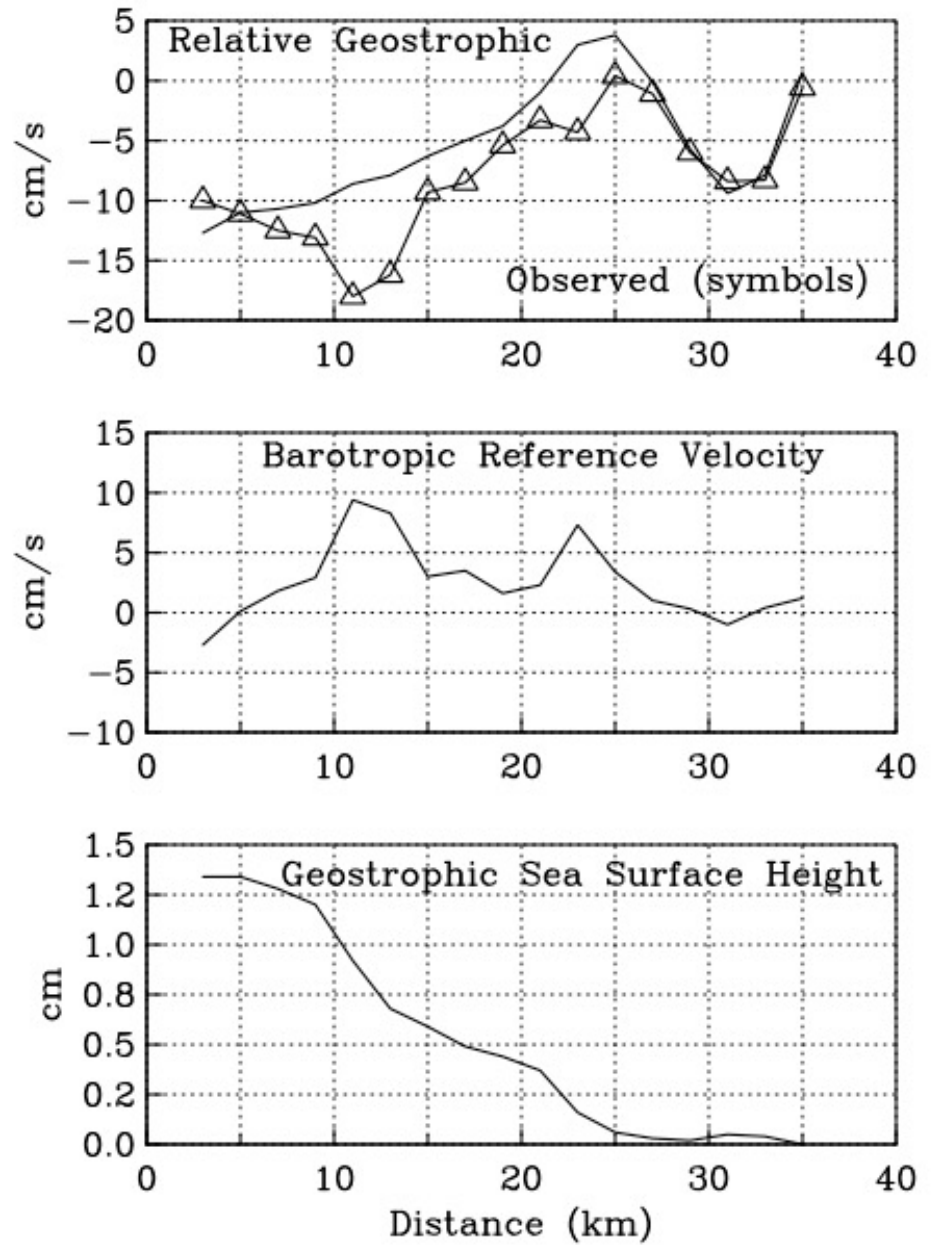 Relative Geostrophic
5
0
−5
−10
−15
−20
cm/s
Observed (symbols)
0 10 20 30 40
Barotropic Reference Velocity
15
10
5
0
−5
−10
cm/s
0 10 20 30 40
Geostrophic Sea Surface Height
1.5
1.2
1.0
0.8
0.5
0.2
0.0
cm
0 10 20 30 40
Distance (km)